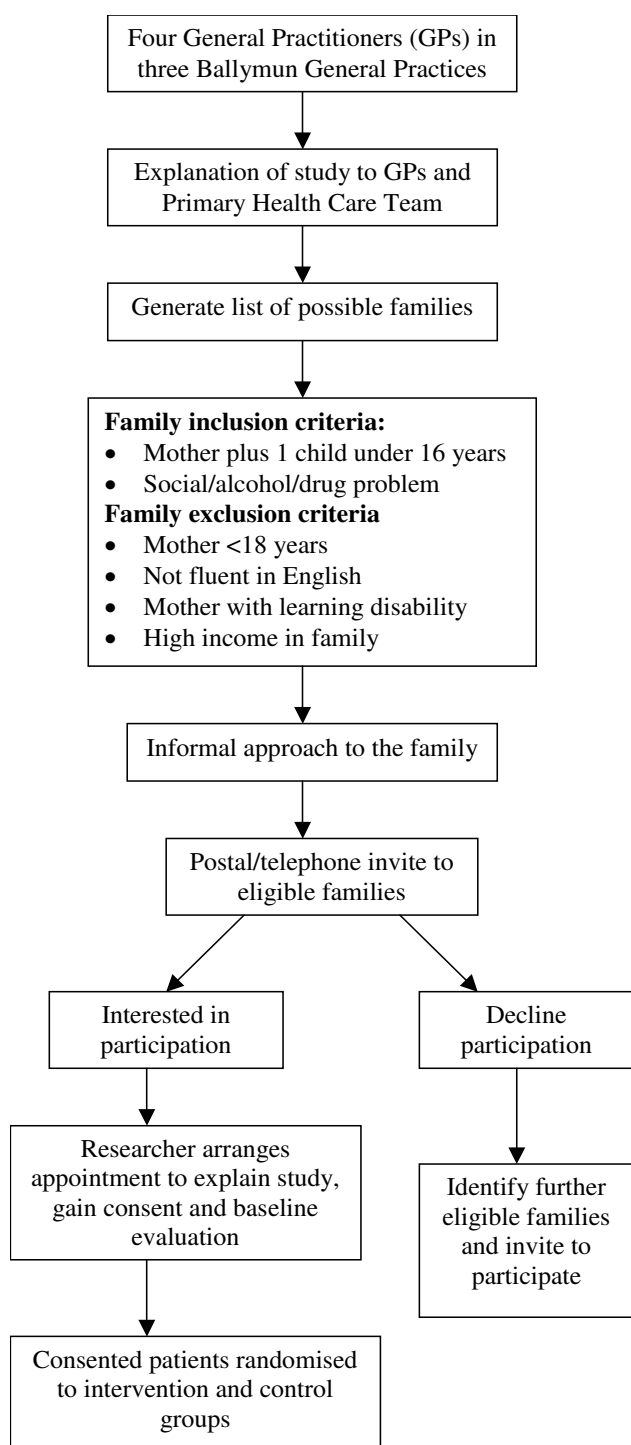 Four General Practitioners (GPs) in
three Ballymun General Practices
Explanation of study to GPs and
Primary Health Care Team
Generate list of possible families
Family inclusion criteria:
• Mother plus 1 child under 16 years
• Social/alcohol/drug problem
Family exclusion criteria
• Mother <18 years
• Not fluent in English
• Mother with learning disability
• High income in family
Informal approach to the family
Postal/telephone invite to
eligible families
Interested in
participation
Decline
participation
Researcher arranges
appointment to explain study,
gain consent and baseline
evaluation
Identify further
eligible families
and invite to
participate
Consented patients randomised
to intervention and control
groups